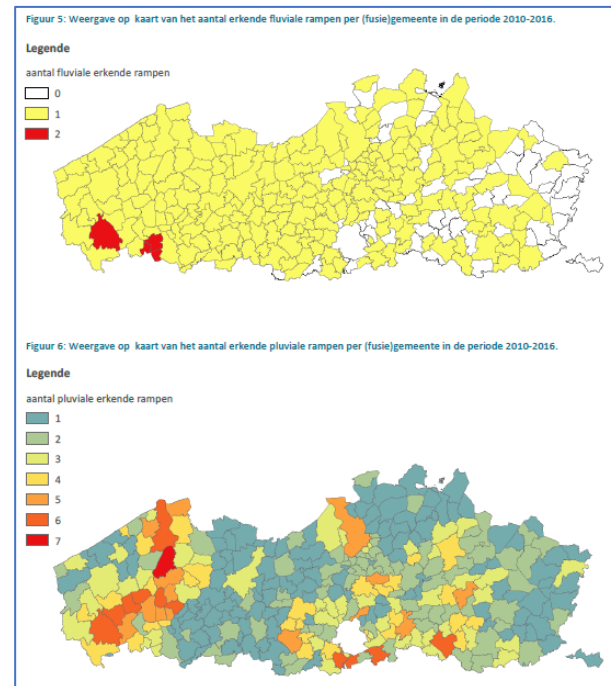 Figuur 5: Weergave op kaart van het aantal erkende fluviale rampen per (fusie)gemeente in de periode 2010-2016.
Legende
aantal fluviale erkende rampen
0
1
2
Figuur 6: Weergave op kaart van het aantal erkende pluviale rampen per (fusie)gemeente in de periode 2010-2016.
Legende
aantal pluviale erkende rampen
1
2
3
4
5
6
7